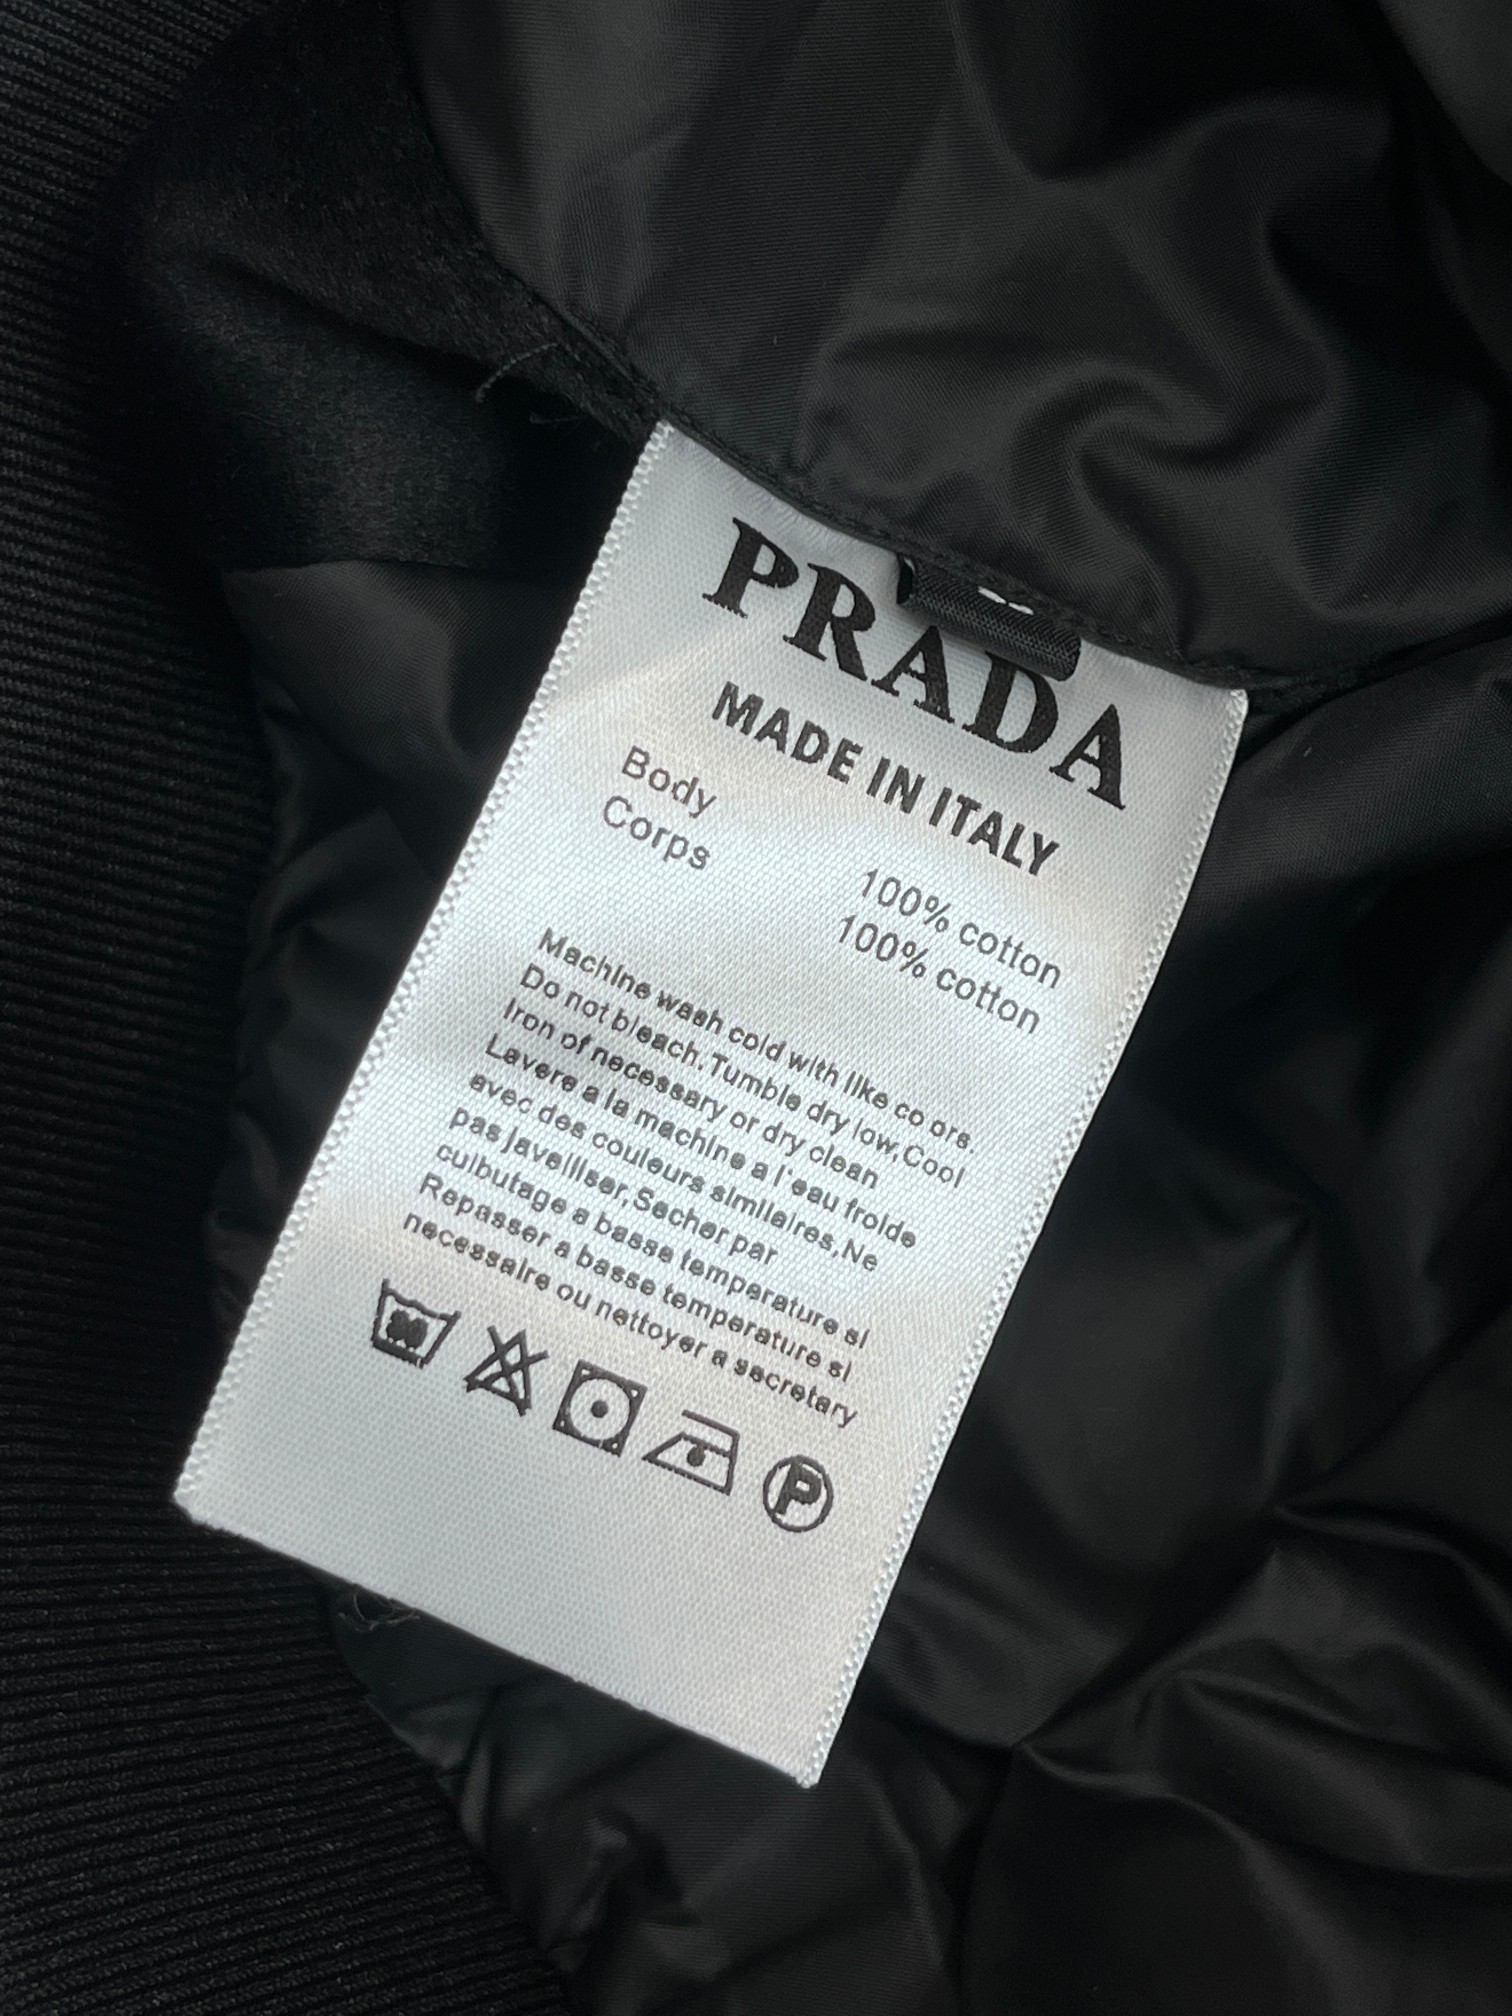 PRADA
MADE IN ITALY
Body 100% cotton
Corps 100% cotton
Machine wash cold with like co ors.
Do not bleach. Tumble dry low, Cool
Iron of necessary or dry clean
Lavere a la machine a l'eau froide
avec des couleurs similaires, Ne
pas javeliser, Secher par
culbutage a basse temperature si
Repasser a basse temperature si
necessaire ou nettoyer a secretary
P